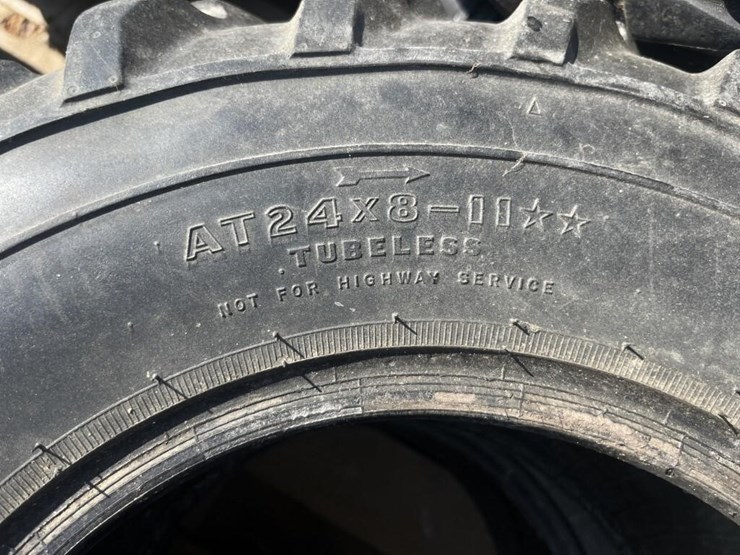 AT24X8-11☆☆
TUBELESS
NOT FOR HIGHWAY SERVICE